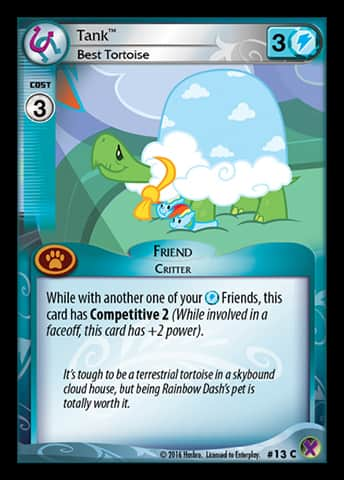 Tank™
Best Tortoise
3
COST
3
FRIEND
CRITTER
While with another one of your Friends, this
card has Competitive 2 (While involved in a
faceoff, this card has +2 power).
It's tough to be a terrestrial tortoise in a skybound
cloud house, but being Rainbow Dash's pet is
totally worth it.
© 2016 Hasbro. Licensed to Enterplay. #13 C